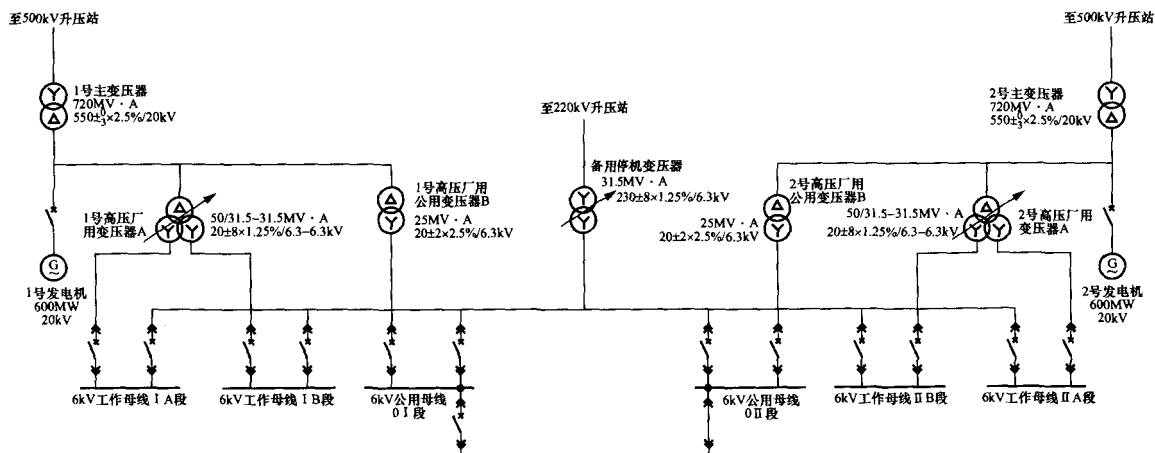 至500kV升压站
1号主变压器
720MV·A
550±0/3×2.5%/20kV
1号高压厂
用变压器A
50/31.5-31.5MV·A
20±8×1.25%/6.3-6.3kV
G
~
1号发电机
600MW
20kV
1号高压厂用
公用变压器B
25MV·A
20±2×2.5%/6.3kV
至220kV升压站
备用停机变压器
31.5MV·A
230±8×1.25%/6.3kV
2号高压厂用
公用变压器B
25MV·A
20±2×2.5%/6.3kV
至500kV升压站
2号主变压器
720MV·A
550±0/3×2.5%/20kV
50/31.5-31.5MV·A
20±8×1.25%/6.3-6.3kV
2号高压厂用
变压器A
G
~
2号发电机
600MW
20kV
6kV工作母线ⅠA段
6kV工作母线ⅠB段
6kV公用母线
0Ⅰ段
6kV公用母线
0Ⅱ段
6kV工作母线ⅡB段
6kV工作母线ⅡA段